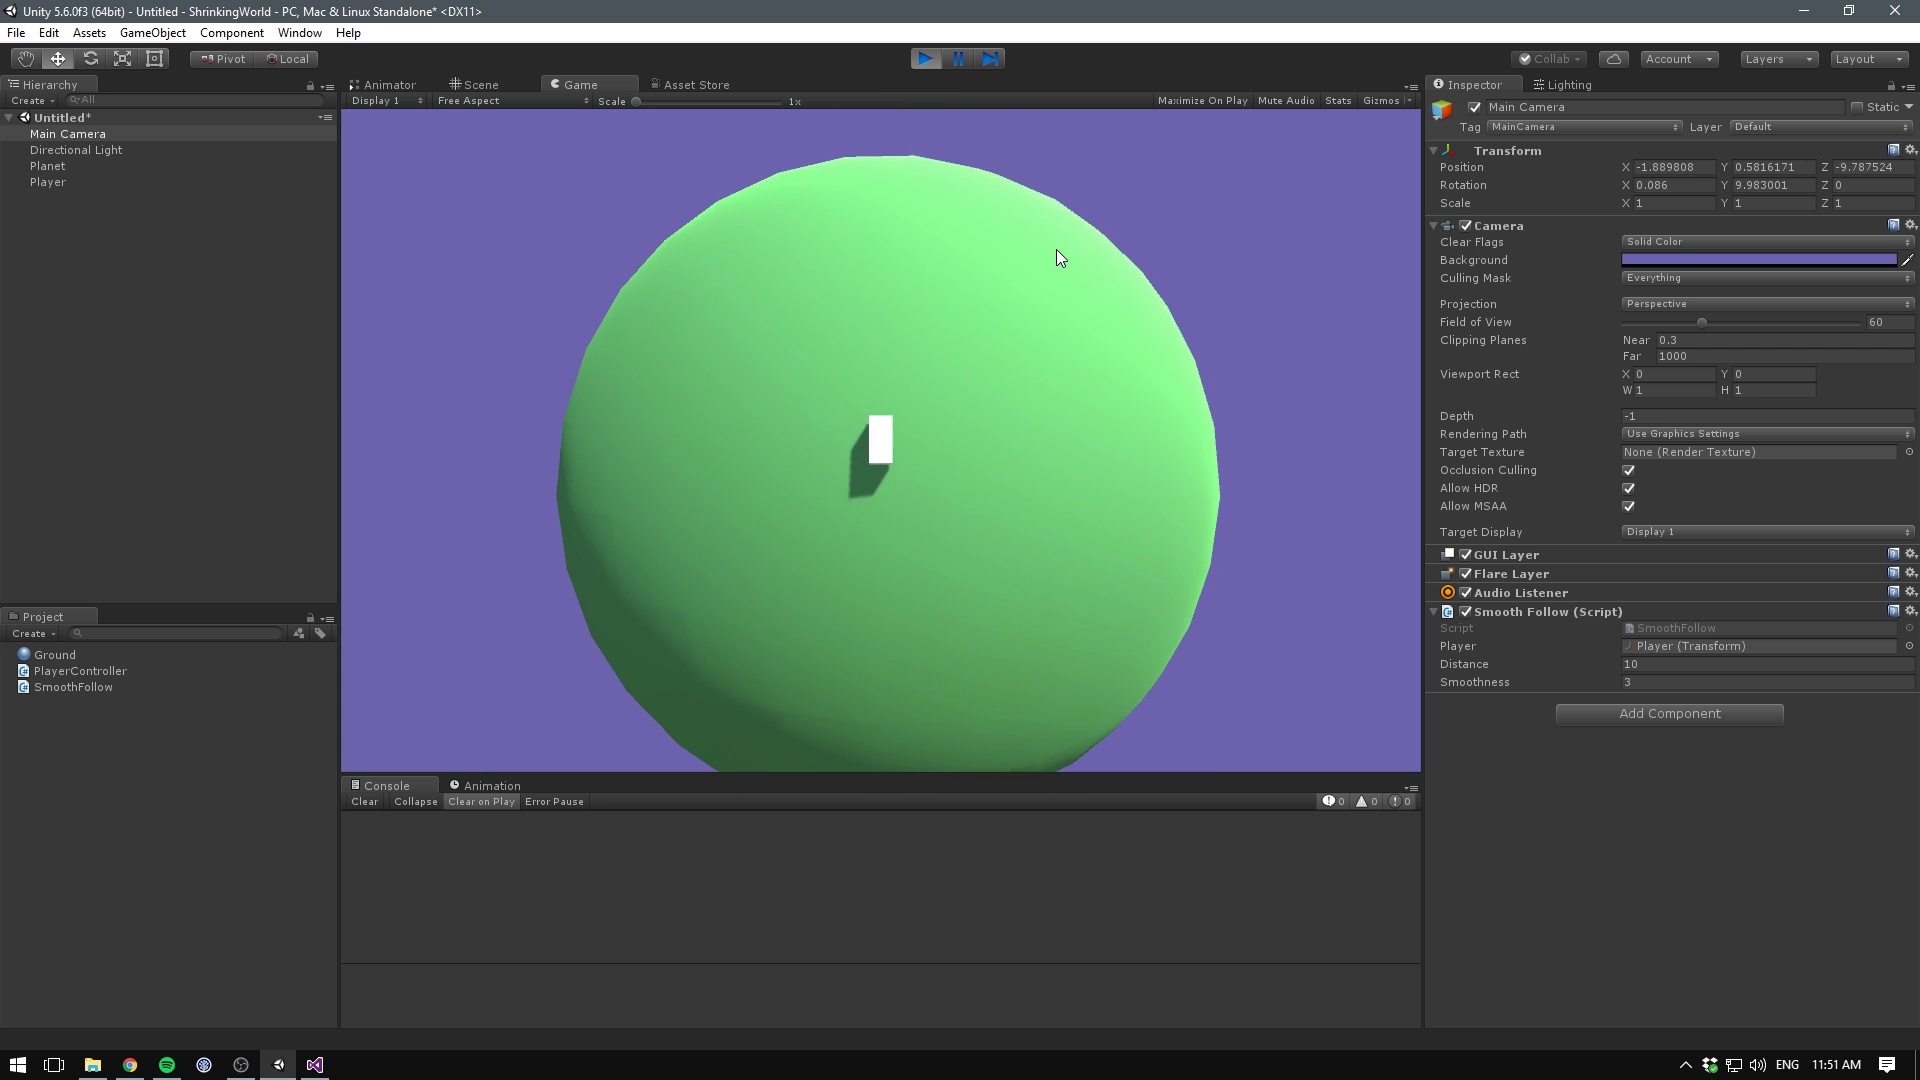 Unity 5.6.0f3 (64bit) - Untitled - ShrinkingWorld - PC, Mac & Linux Standalone* <DX11>
File Edit Assets GameObject Component Window Help
Pivot Local Collab Account Layers Layout
Hierarchy
Create All
Untitled*
Main Camera
Directional Light
Planet
Player
Animator Scene Game Asset Store
Display 1 Free Aspect Scale 1x Maximize On Play Mute Audio Stats Gizmos
Inspector Lighting
Main Camera Static
Tag MainCamera Layer Default
Transform
Position X -1.889808 Y 0.5816171 Z -9.787524
Rotation X 0.086 Y 9.983001 Z 0
Scale X 1 Y 1 Z 1
Camera
Clear Flags Solid Color
Background
Culling Mask Everything
Projection Perspective
Field of View 60
Clipping Planes Near 0.3
Far 1000
Viewport Rect X 0 Y 0
W 1 H 1
Depth -1
Rendering Path Use Graphics Settings
Target Texture None (Render Texture)
Occlusion Culling
Allow HDR
Allow MSAA
Target Display Display 1
GUI Layer
Flare Layer
Audio Listener
Smooth Follow (Script)
Script SmoothFollow
Player Player (Transform)
Distance 10
Smoothness 3
Add Component
Project
Create
Ground
PlayerController
SmoothFollow
Console Animation
Clear Collapse Clear on Play Error Pause 0 0 0
ENG 11:51 AM